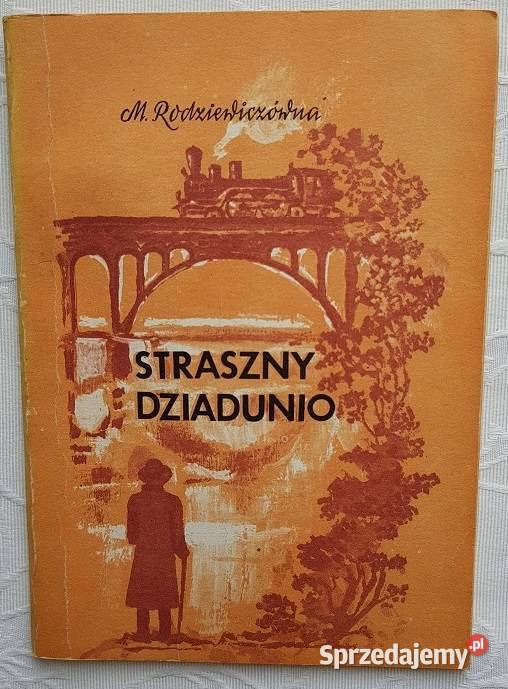 M. Rodziewiczówna
STRASZNY
DZIADUNIO
Sprzedajemy.pl